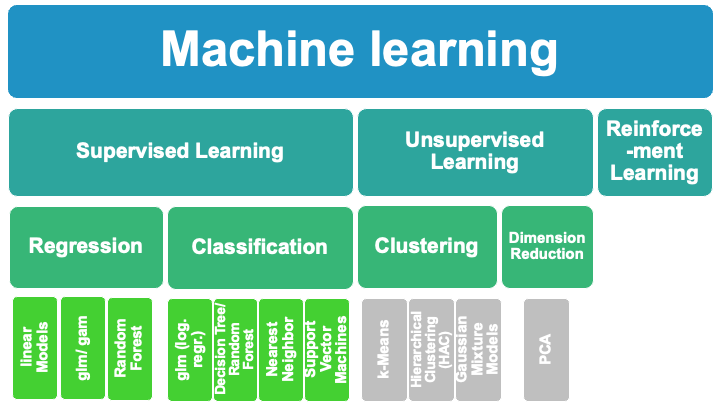 Machine learning
Supervised Learning
Unsupervised
Learning
Reinforce
-ment
Learning
Regression
Classification
Clustering
Dimension
Reduction
linear
Models
glm/ gam
Random
Forest
glm (log.
regr.)
Decision Tree/
Random
Forest
Nearest
Neighbor
Support
Vector
Machines
k-Means
Hierarchical
Clustering
(HAC)
Gaussian
Mixture
Models
PCA